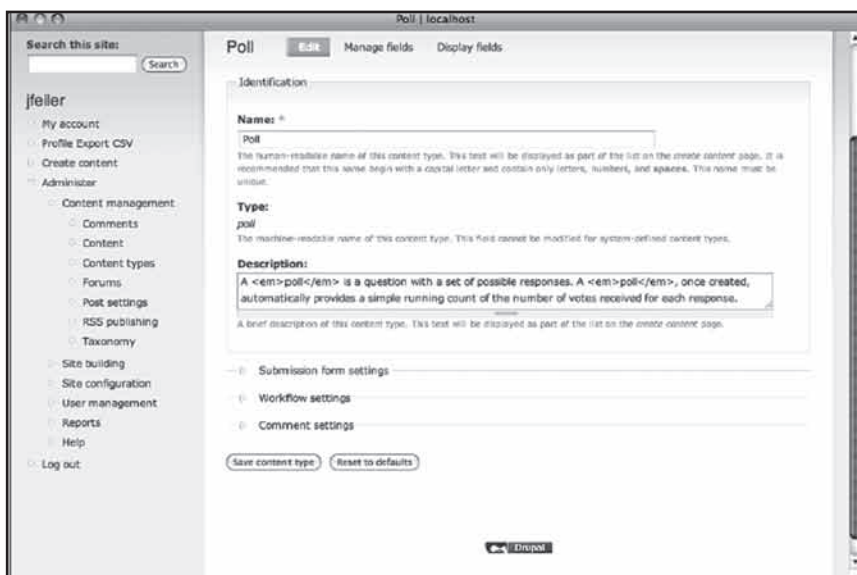 Poll | localhost
Search this site:
Search
jfeiler
My account
Profile Export CSV
Create content
Administer
Content management
Comments
Content
Content types
Forums
Post settings
RSS publishing
Taxonomy
Site building
Site configuration
User management
Reports
Help
Log out
Poll
Edit
Manage fields
Display fields
Identification
Name: *
Poll
The human-readable name of this content type. This text will be displayed as part of the list on the create content page. It is
recommended that this name begin with a capital letter and contain only letters, numbers, and spaces. This name must be
unique.
Type:
poll
The machine-readable name of this content type. This field cannot be modified for system-defined content types.
Description:
A <em>poll</em> is a question with a set of possible responses. A <em>poll</em>, once created,
automatically provides a simple running count of the number of votes received for each response.
A brief description of this content type. This text will be displayed as part of the list on the create content page.
Submission form settings
Workflow settings
Comment settings
Save content type
Reset to defaults
Drupal